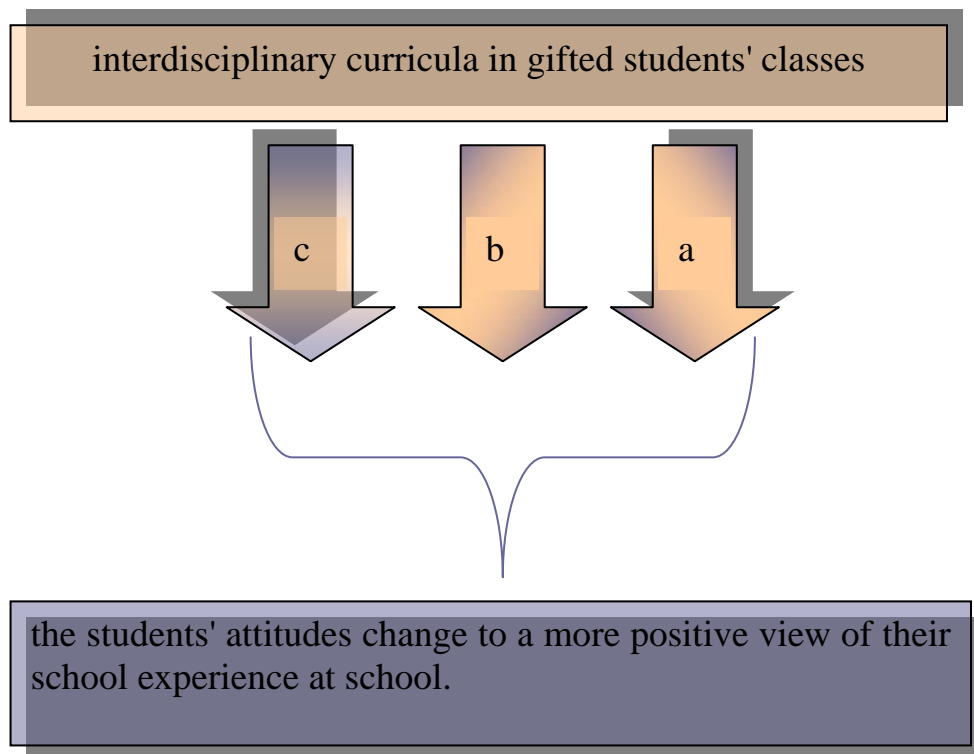 interdisciplinary curricula in gifted students' classes
c b a
the students' attitudes change to a more positive view of their
school experience at school.